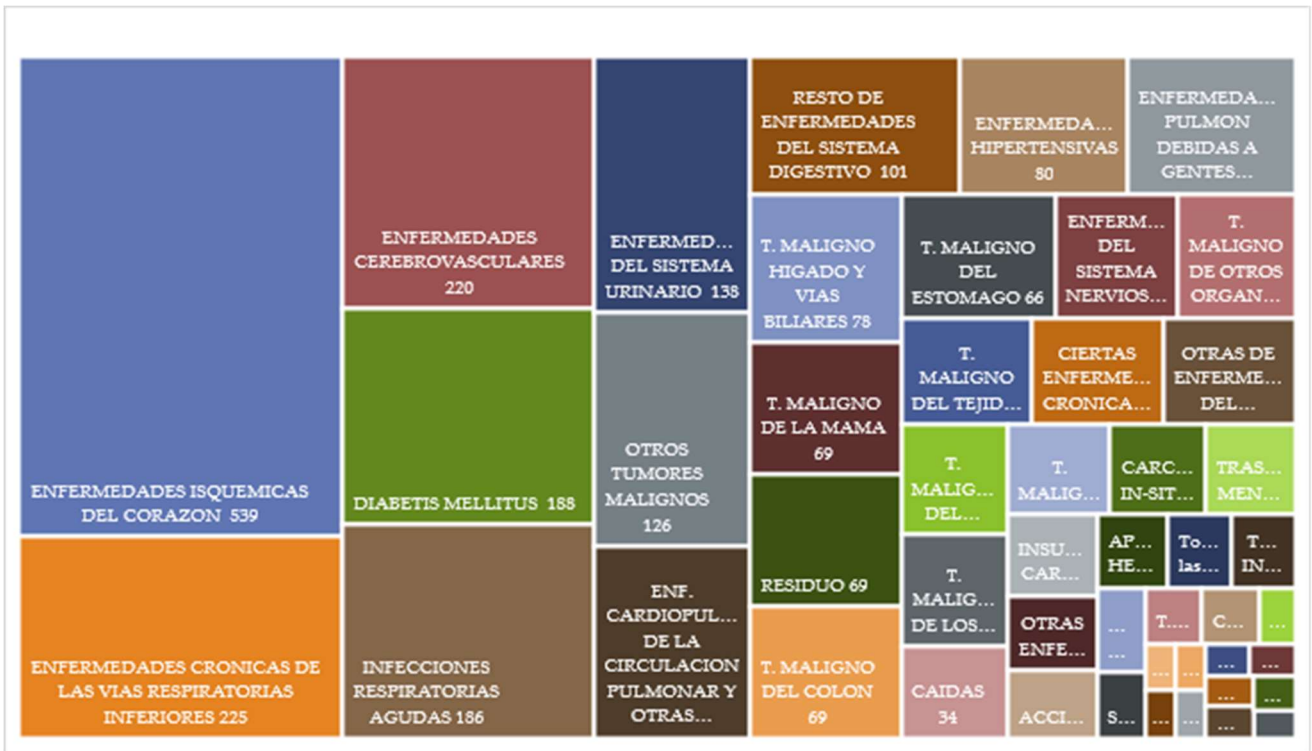 ENFERMEDADES ISQUEMICAS
DEL CORAZON 539
ENFERMEDADES CRONICAS DE
LAS VIAS RESPIRATORIAS
INFERIORES 225
ENFERMEDADES
CEREBROVASCULARES
220
DIABETIS MELLITUS 188
INFECCIONES
RESPIRATORIAS
AGUDAS 186
ENFERMED...
DEL SISTEMA
URINARIO 138
OTROS
TUMORES
MALIGNOS
126
ENF.
CARDIOPUL...
DE LA
CIRCULACION
PULMONAR Y
OTRAS...
RESTO DE
ENFERMEDADES
DEL SISTEMA
DIGESTIVO 101
ENFERMEDA...
HIPERTENSIVAS
80
ENFERMEDA...
PULMON
DEBIDAS A
GENTES...
T. MALIGNO
HIGADO Y
VIAS
BILIARES 78
T. MALIGNO
DE LA MAMA
69
RESIDUO 69
T. MALIGNO
DEL COLON
69
T. MALIGNO
DEL
ESTOMAGO 66
ENFERM...
DEL
SISTEMA
NERVIOS...
T.
MALIGNO
DE OTROS
ORGAN...
T.
MALIGNO
DEL TEJID...
CIERTAS
ENFERME...
CRONICA...
OTRAS DE
ENFERME...
DEL...
T.
MALIG...
DEL...
T.
MALIG...
DE LOS...
CAIDAS
34
T.
MALIG...
CARC...
IN-SIT...
TRAS...
MEN...
INSU...
CAR...
OTRAS
ENFE...
ACCI...
AP...
HE...
To...
las...
T...
IN...
...
...
T....
C...
...
S...
...
...
...
...
...
...
...
...
...